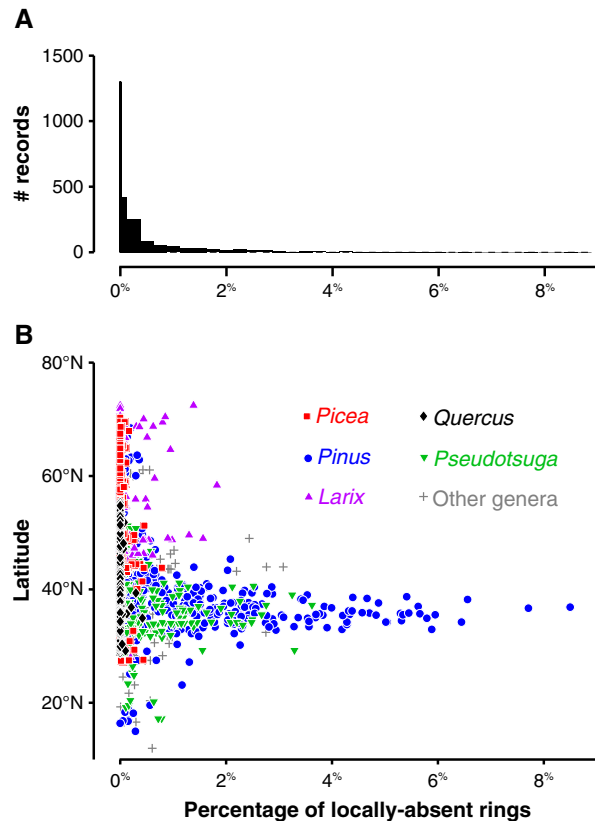 A
1500
1000
500
0
# records
0%
2%
4%
6%
8%
B
80°N
60°N
40°N
20°N
Latitude
Picea
Pinus
Larix
Quercus
Pseudotsuga
Other genera
0%
2%
4%
6%
8%
Percentage of locally-absent rings